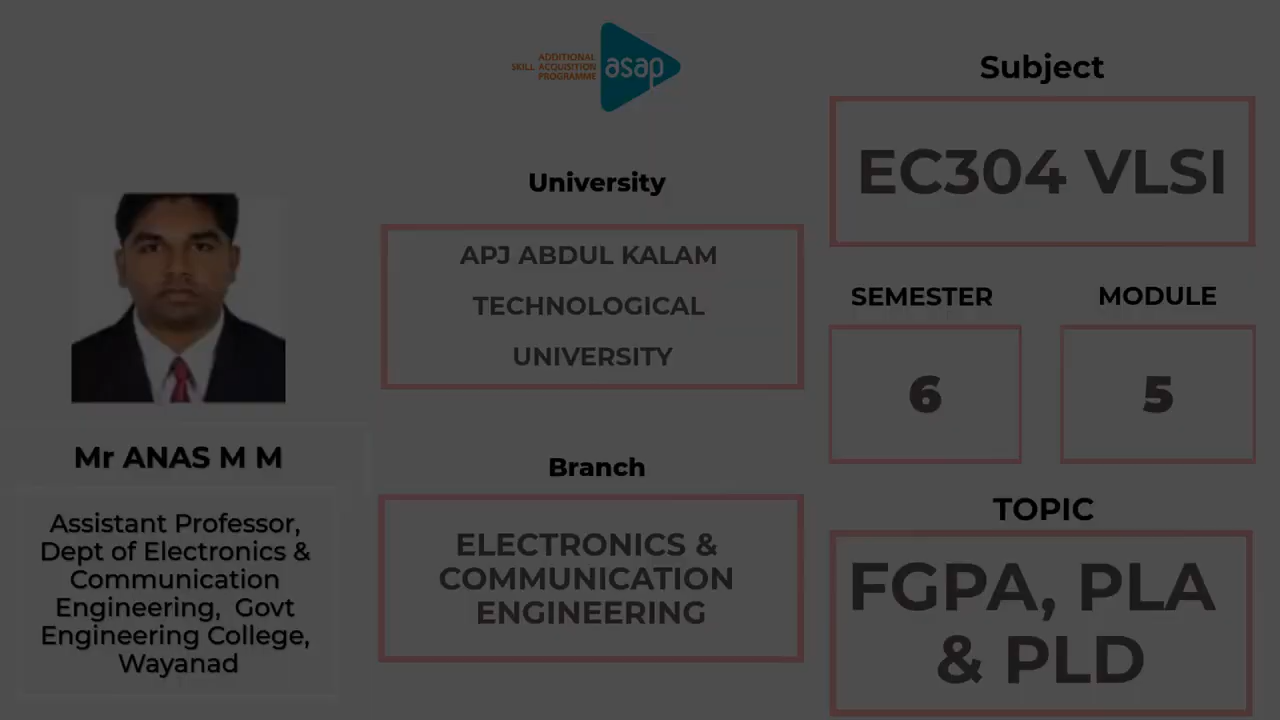 ADDITIONAL
SKILL ACQUISITION
PROGRAMME
asap
Subject
EC304 VLSI
University
APJ ABDUL KALAM
TECHNOLOGICAL
UNIVERSITY
SEMESTER
6
MODULE
5
Mr ANAS M M
Assistant Professor,
Dept of Electronics &
Communication
Engineering, Govt
Engineering College,
Wayanad
Branch
ELECTRONICS &
COMMUNICATION
ENGINEERING
TOPIC
FGPA, PLA
& PLD